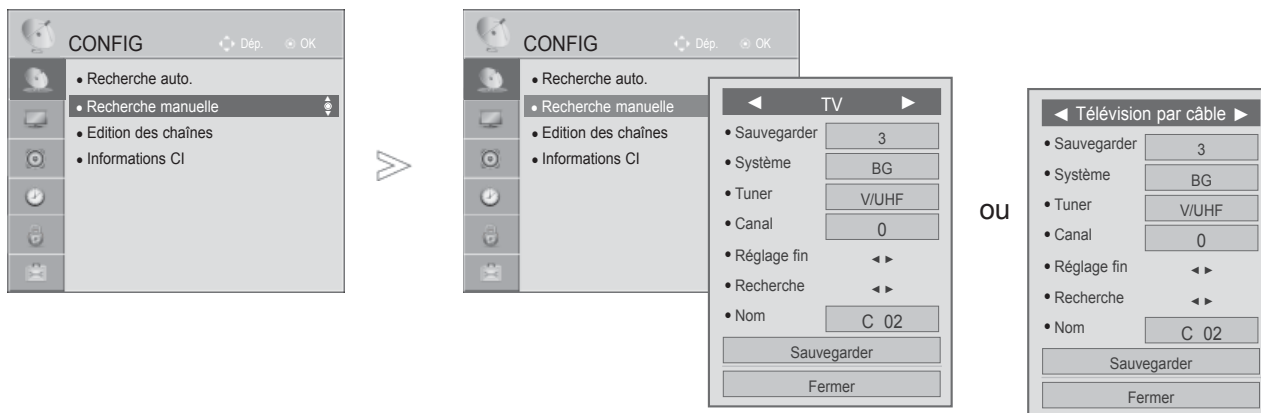 CONFIG
Dép. OK
• Recherche auto.
• Recherche manuelle
• Edition des chaînes
• Informations CI
CONFIG
Dép. OK
• Recherche auto.
• Recherche manuelle
• Edition des chaînes
• Informations CI
◄ TV ►
• Sauvegarder 3
• Système BG
• Tuner V/UHF
• Canal 0
• Réglage fin ◄ ►
• Recherche ◄ ►
• Nom C 02
Sauvegarder
Fermer
ou
◄ Télévision par câble ►
• Sauvegarder 3
• Système BG
• Tuner V/UHF
• Canal 0
• Réglage fin ◄ ►
• Recherche ◄ ►
• Nom C 02
Sauvegarder
Fermer